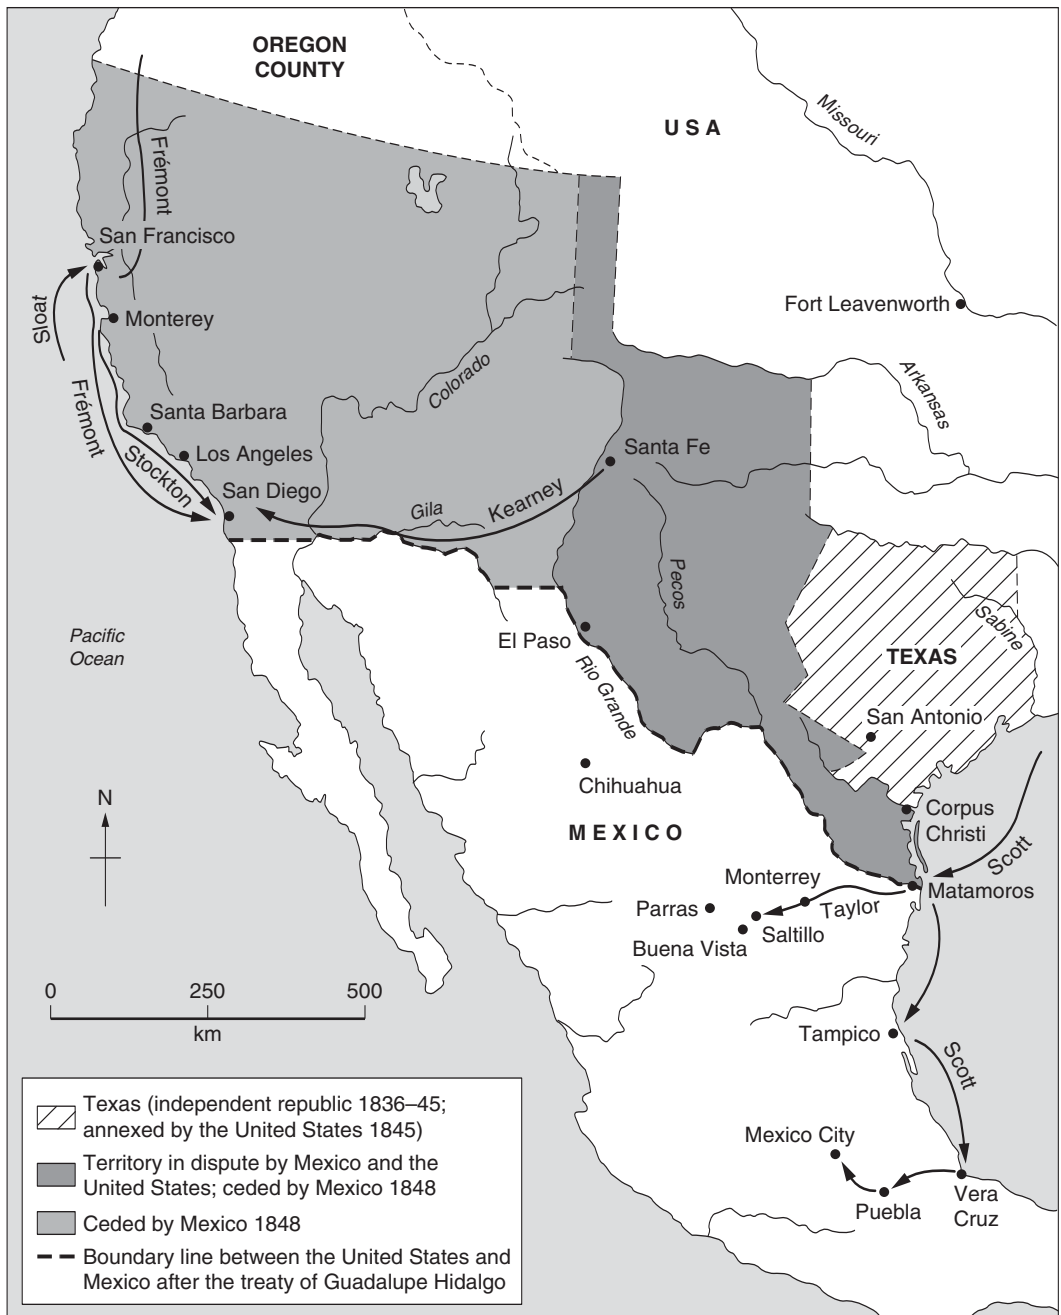 OREGON
COUNTY
USA
Missouri
Frémont
San Francisco
Sloat
Monterey
Fort Leavenworth
Colorado
Arkansas
Frémont
Santa Barbara
Stockton
Los Angeles
Santa Fe
San Diego
Gila
Kearney
Pecos
Sabine
Pacific
Ocean
El Paso
Rio Grande
TEXAS
San Antonio
Chihuahua
N
MEXICO
Corpus
Christi
Scott
Monterrey
Matamoros
Parras
Taylor
Buena Vista
Saltillo
0 250 500
km
Tampico
Scott
Mexico City
Puebla
Vera
Cruz
Texas (independent republic 1836–45;
annexed by the United States 1845)
Territory in dispute by Mexico and the
United States; ceded by Mexico 1848
Ceded by Mexico 1848
Boundary line between the United States and
Mexico after the treaty of Guadalupe Hidalgo